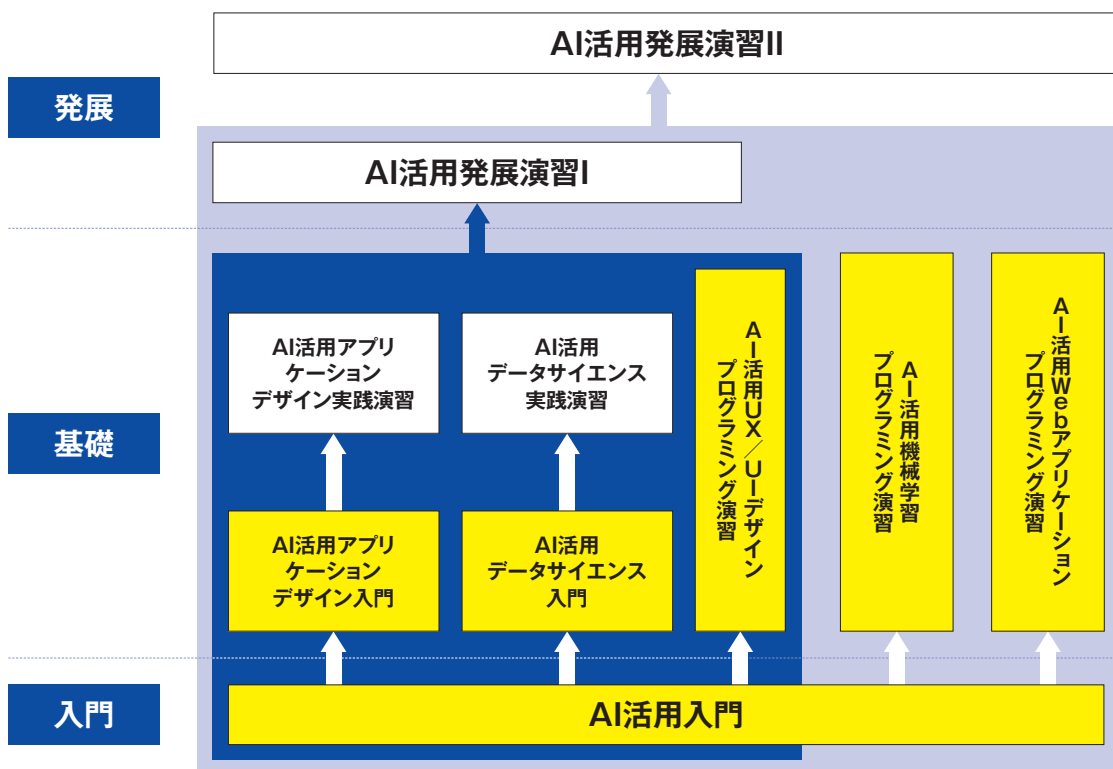 AI活用発展演習II
発展
AI活用発展演習I
基礎
AI活用アプリ
ケーション
デザイン実践演習
AI活用
データサイエンス
実践演習
AI活用UX／UIデザイン
プログラミング演習
AI活用機械学習
プログラミング演習
AI活用Webアプリケーション
プログラミング演習
AI活用アプリ
ケーション
デザイン入門
AI活用
データサイエンス
入門
入門
AI活用入門